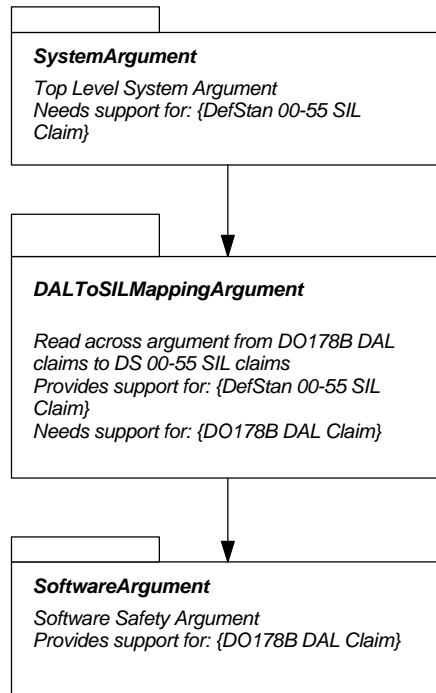 SystemArgument
Top Level System Argument
Needs support for: {DefStan 00-55 SIL
Claim}
DALToSILMappingArgument
Read across argument from DO178B DAL
claims to DS 00-55 SIL claims
Provides support for: {DefStan 00-55 SIL
Claim}
Needs support for: {DO178B DAL Claim}
SoftwareArgument
Software Safety Argument
Provides support for: {DO178B DAL Claim}